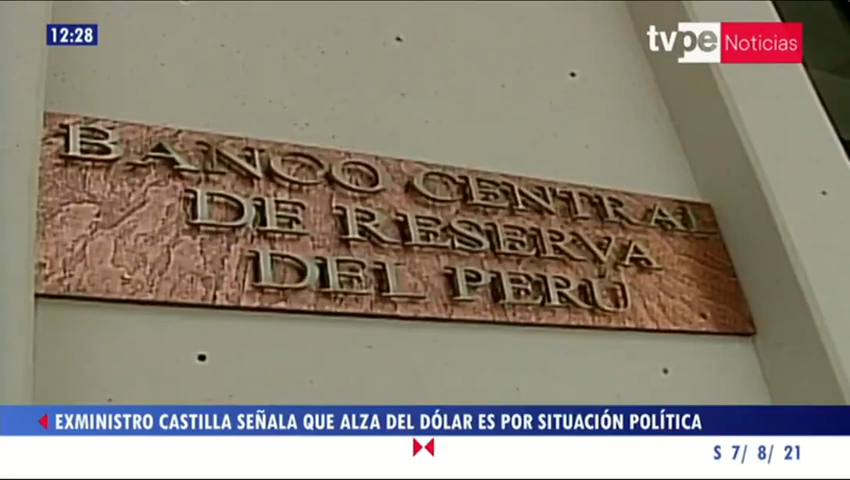 12:28
tvpe Noticias
BANCO CENTRAL
DE RESERVA
DEL PERÚ
EXMINISTRO CASTILLA SEÑALA QUE ALZA DEL DÓLAR ES POR SITUACIÓN POLÍTICA
S 7/ 8/ 21